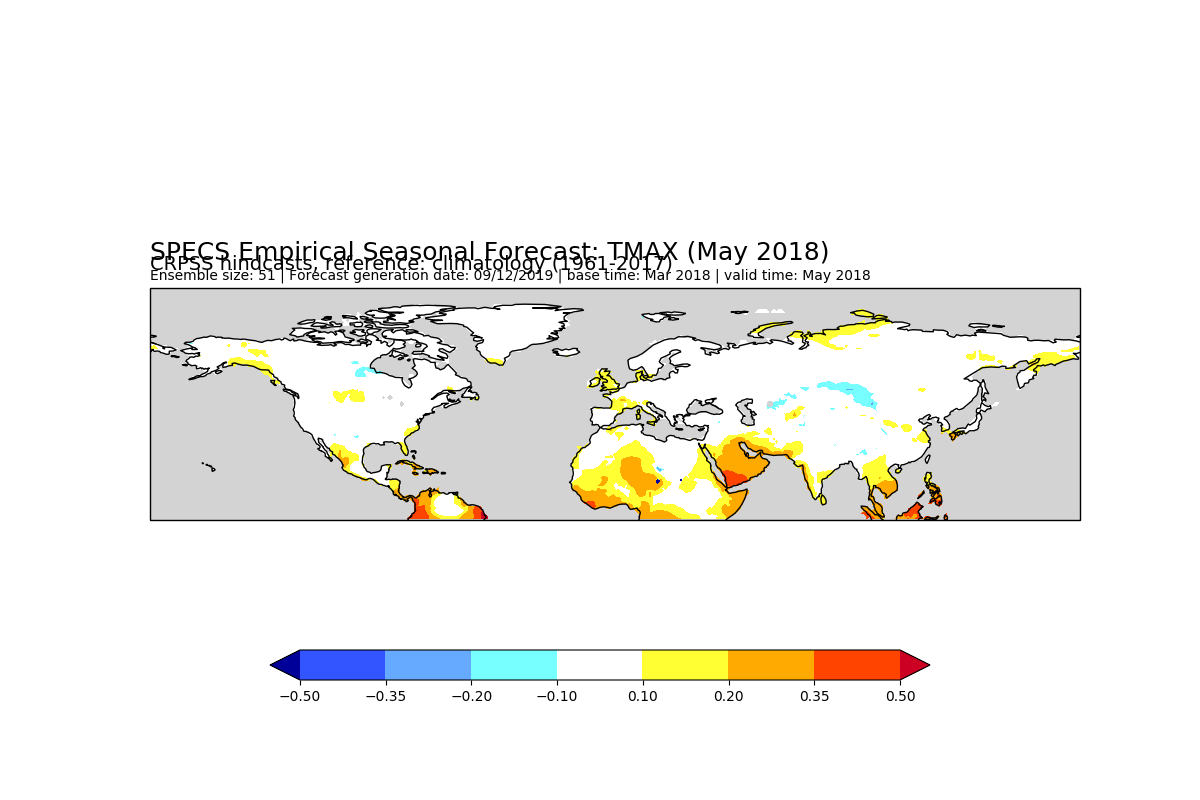 SPECS Empirical Seasonal Forecast: TMAX (May 2018)
CRPSS hindcasts, reference: climatology (1961-2017)
Ensemble size: 51 | Forecast generation date: 09/12/2019 | base time: Mar 2018 | valid time: May 2018
−0.50 −0.35 −0.20 −0.10 0.10 0.20 0.35 0.50